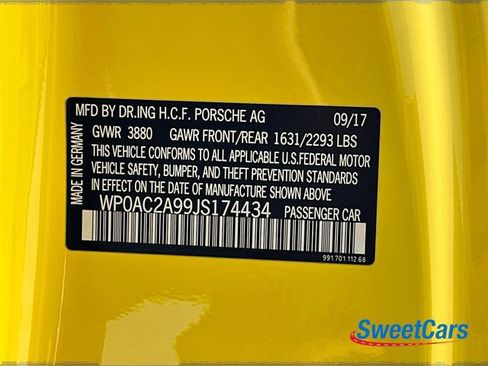 MFD BY DR.ING H.C.F. PORSCHE AG 09/17
GVWR 3880 GAWR FRONT/REAR 1631/2293 LBS
THIS VEHICLE CONFORMS TO ALL APPLICABLE U.S.FEDERAL MOTOR
VEHICLE SAFETY, BUMPER, AND THEFT PREVENTION STANDARDS
IN EFFECT ON THE DATE OF MANUFACTURE SHOWN ABOVE.
WP0AC2A99JS174434 PASSENGER CAR
MADE IN GERMANY
991.701.112.68
SweetCars